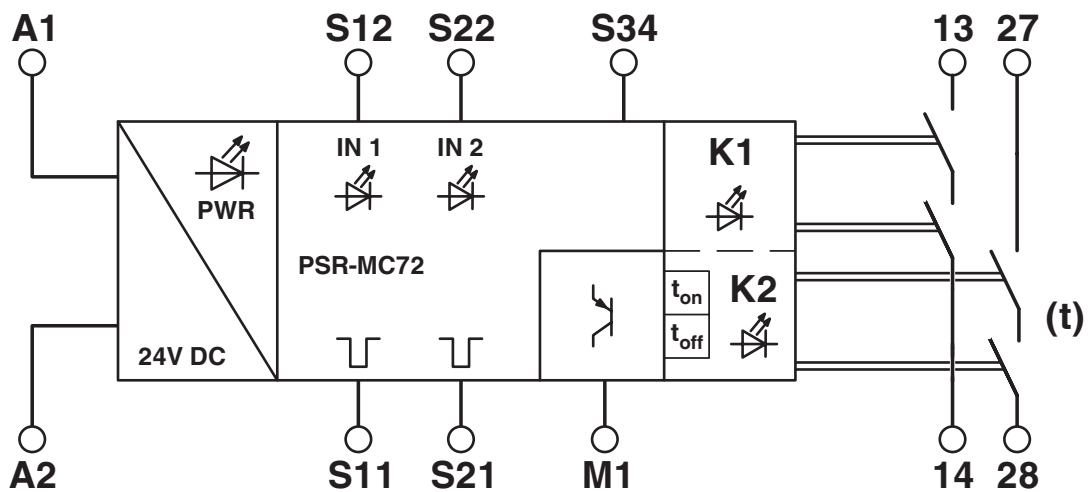 A1 S12 S22 S34 13 27
IN 1 IN 2 K1
PWR
PSR-MC72
ton K2
(t)
toff
24V DC
A2 S11 S21 M1 14 28